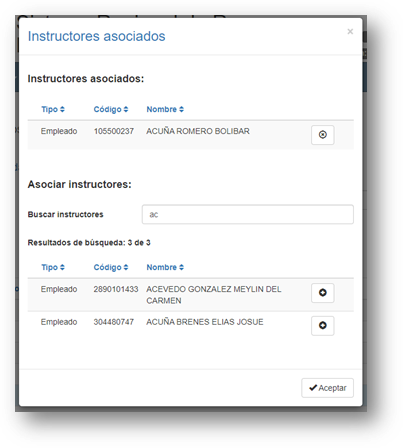 Instructores asociados
×
Instructores asociados:
Tipo Código Nombre
Empleado 105500237 ACUÑA ROMERO BOLIBAR
Asociar instructores:
Buscar instructores ac
Resultados de búsqueda: 3 de 3
Tipo Código Nombre
Empleado 2890101433 ACEVEDO GONZALEZ MEYLIN DEL
CARMEN
Empleado 304480747 ACUÑA BRENES ELIAS JOSUE
Aceptar